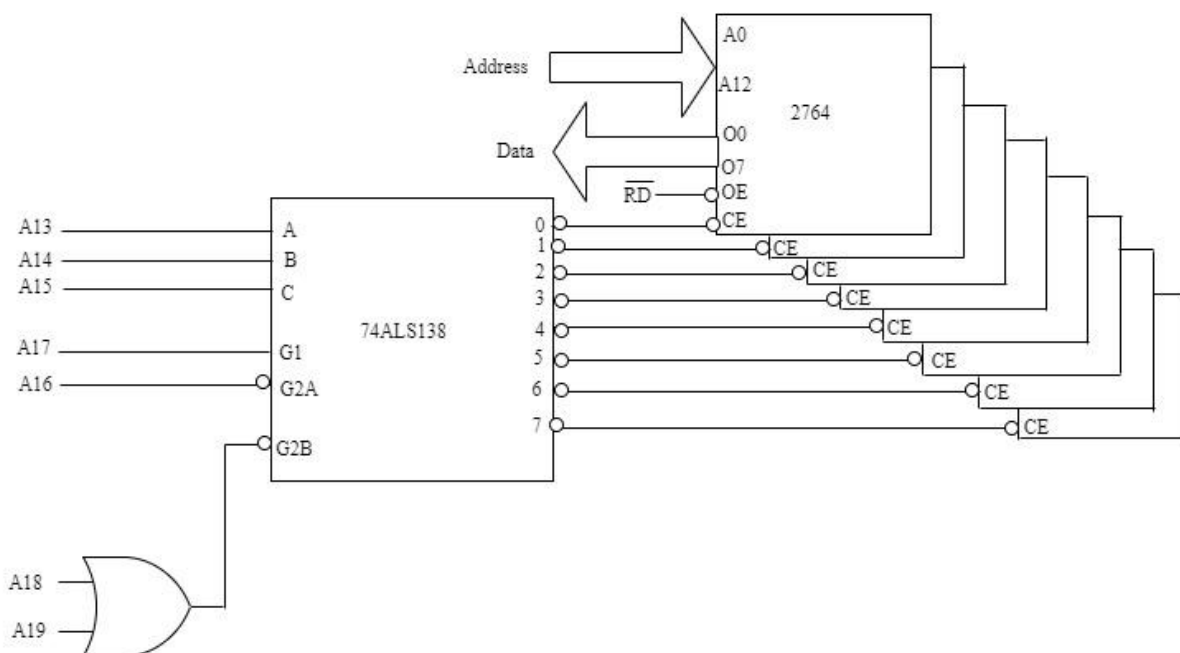 A0
Address
A12
2764
O0
Data
O7
RD
OE
CE
A13
A
0
1
CE
A14
B
2
CE
A15
C
3
CE
74ALS138
4
CE
A17
G1
5
CE
A16
G2A
6
CE
7
CE
G2B
A18
A19